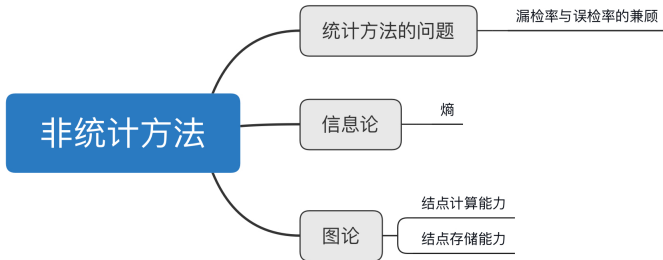 非统计方法
统计方法的问题
漏检率与误检率的兼顾
信息论
熵
图论
结点计算能力
结点存储能力